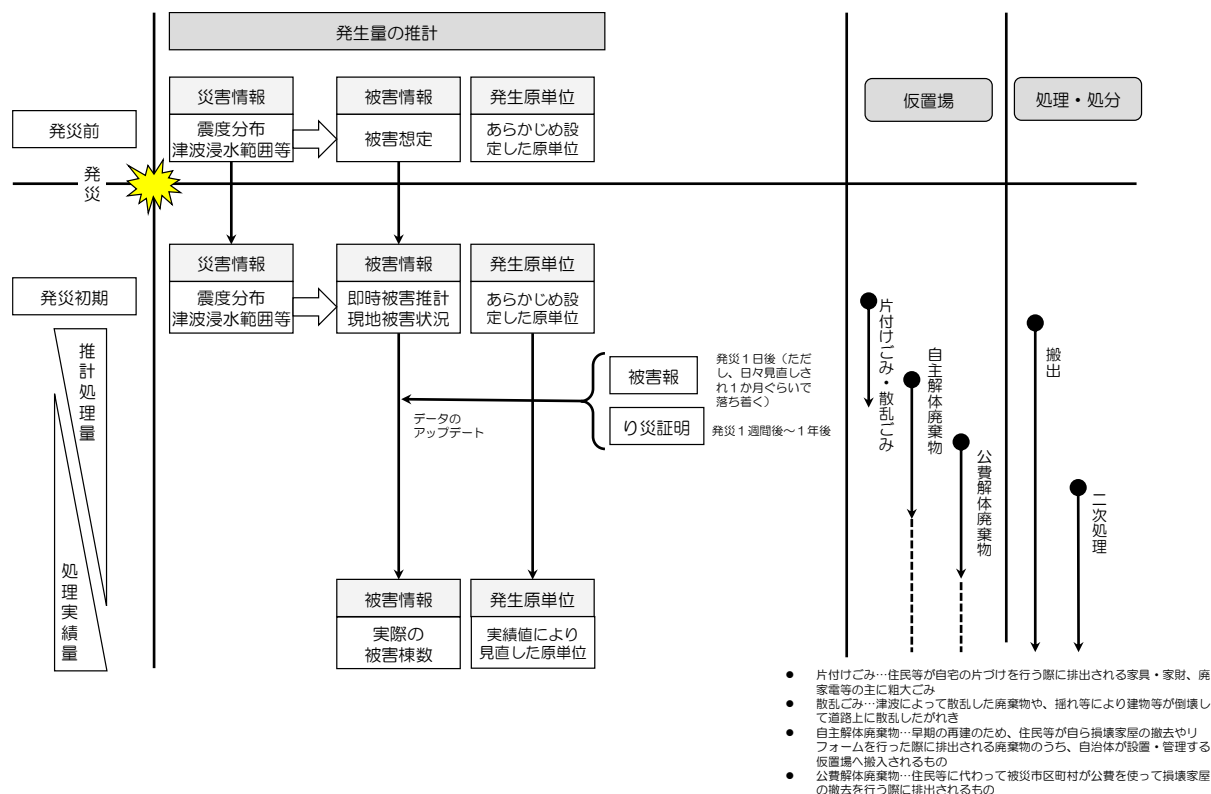 発生量の推計
災害情報
被害情報
発生原単位
仮置場
処理・処分
発災前
震度分布
津波浸水範囲等
被害想定
あらかじめ設
定した原単位
発
災
災害情報
被害情報
発生原単位
発災初期
震度分布
津波浸水範囲等
即時被害推計
現地被害状況
あらかじめ設
定した原単位
推計処理量
処理実績量
データの
アップデート
被害報
発災１日後（ただ
し、日々見直しさ
れ１か月ぐらいで
落ち着く）
り災証明
発災１週間後～１年後
片付けごみ・散乱ごみ
自主解体廃棄物
公費解体廃棄物
搬出
二次処理
被害情報
発生原単位
実際の
被害棟数
実績値により
見直した原単位
● 片付けごみ…住民等が自宅の片づけを行う際に排出される家具・家財、廃
家電等の主に粗大ごみ
● 散乱ごみ…津波によって散乱した廃棄物や、揺れ等により建物等が倒壊し
て道路上に散乱したがれき
● 自主解体廃棄物…早期の再建のため、住民等が自ら損壊家屋の撤去やリ
フォームを行った際に排出される廃棄物のうち、自治体が設置・管理する
仮置場へ搬入されるもの
● 公費解体廃棄物…住民等に代わって被災市区町村が公費を使って損壊家屋
の撤去を行う際に排出されるもの